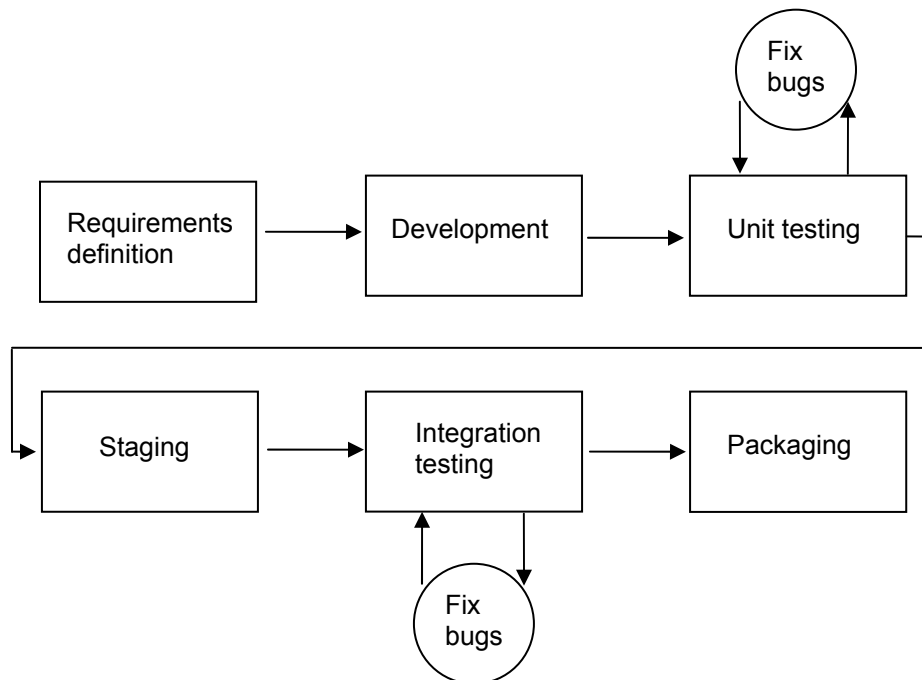 Fix
bugs
Requirements
definition
Development
Unit testing
Staging
Integration
testing
Packaging
Fix
bugs